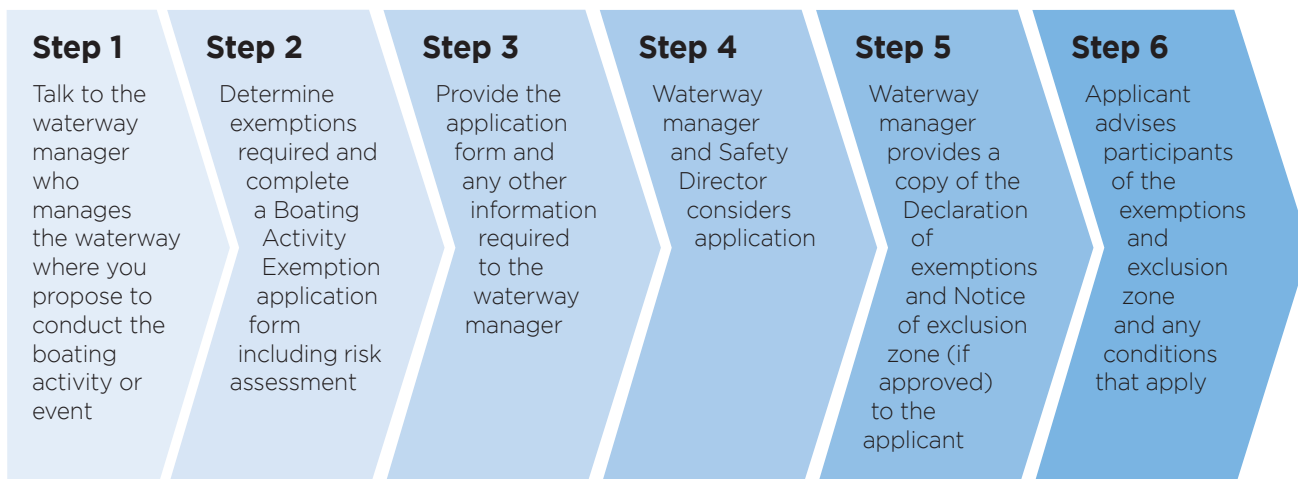 Step 1
Talk to the
waterway
manager
who
manages
the waterway
where you
propose to
conduct the
boating
activity or
event
Step 2
Determine
exemptions
required and
complete
a Boating
Activity
Exemption
application
form
including risk
assessment
Step 3
Provide the
application
form and
any other
information
required
to the
waterway
manager
Step 4
Waterway
manager
and Safety
Director
considers
application
Step 5
Waterway
manager
provides a
copy of the
Declaration
of
exemptions
and Notice
of exclusion
zone (if
approved)
to the
applicant
Step 6
Applicant
advises
participants
of the
exemptions
and
exclusion
zone
and any
conditions
that apply